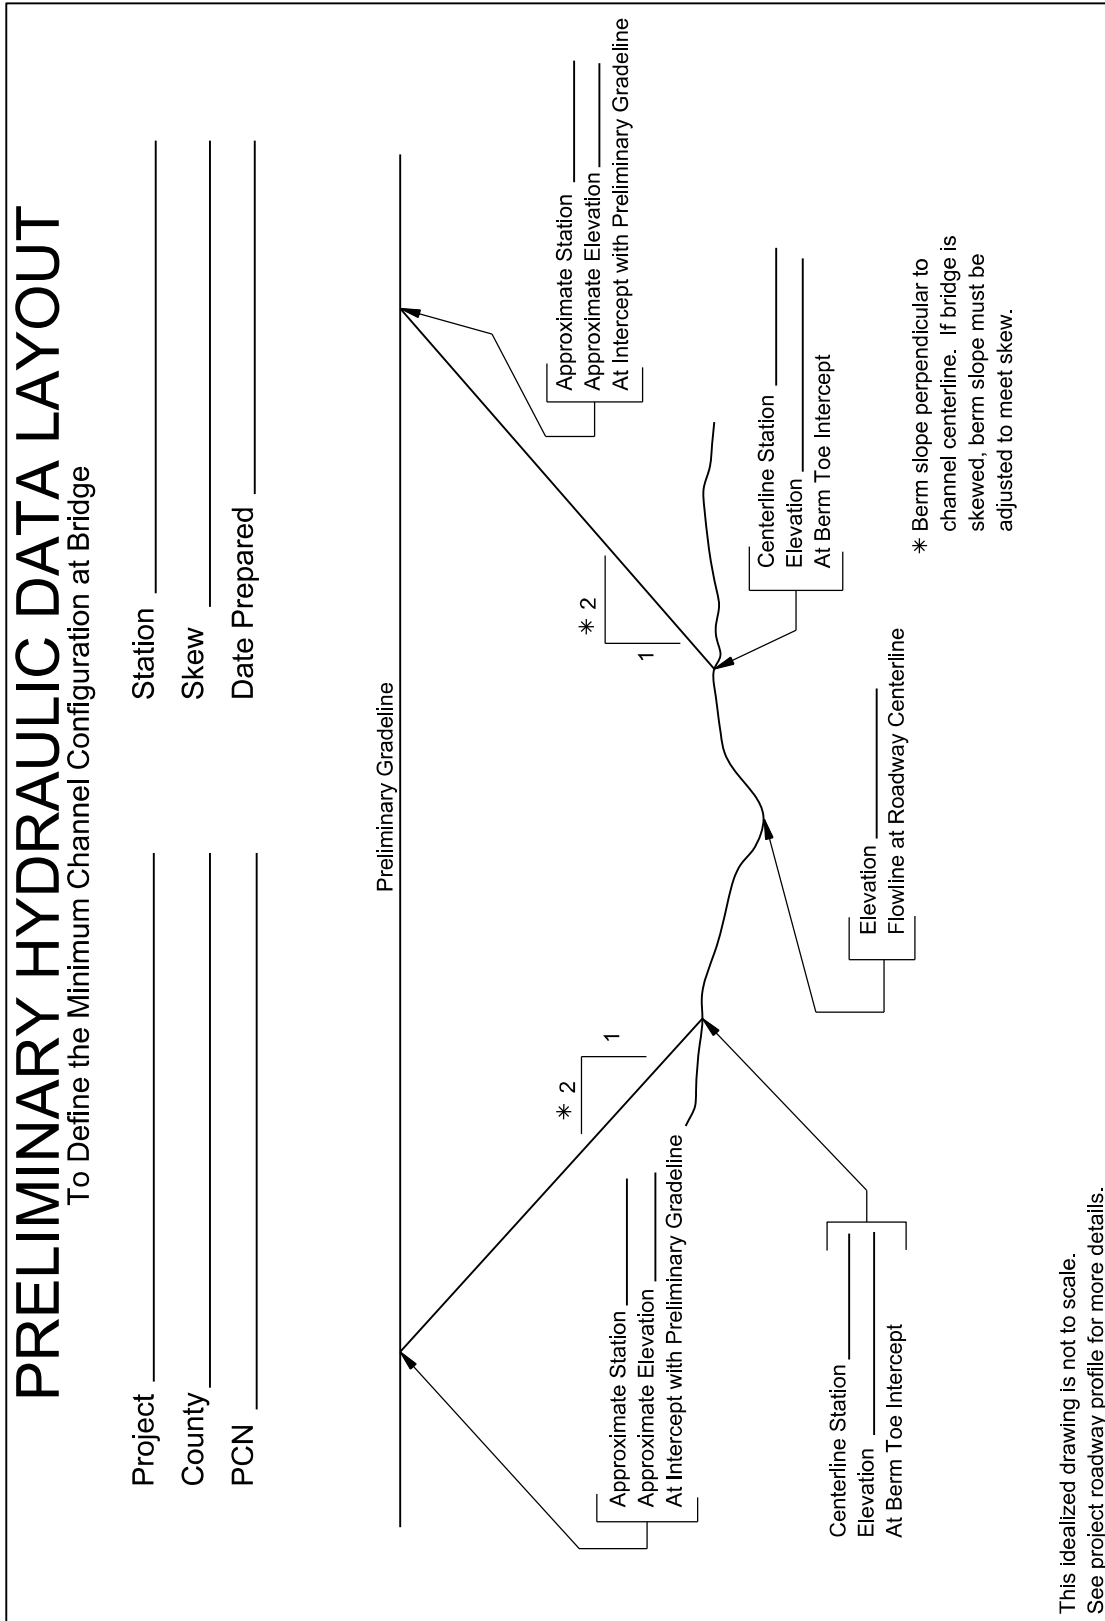 PRELIMINARY HYDRAULIC DATA LAYOUT
To Define the Minimum Channel Configuration at Bridge
Project
Station
County
Skew
PCN
Date Prepared
Preliminary Gradeline
* 2
1
* 2
1
Approximate Station
Approximate Elevation
At Intercept with Preliminary Gradeline
Approximate Station
Approximate Elevation
At Intercept with Preliminary Gradeline
Centerline Station
Elevation
At Berm Toe Intercept
Elevation
Flowline at Roadway Centerline
Centerline Station
Elevation
At Berm Toe Intercept
* Berm slope perpendicular to
channel centerline. If bridge is
skewed, berm slope must be
adjusted to meet skew.
This idealized drawing is not to scale.
See project roadway profile for more details.